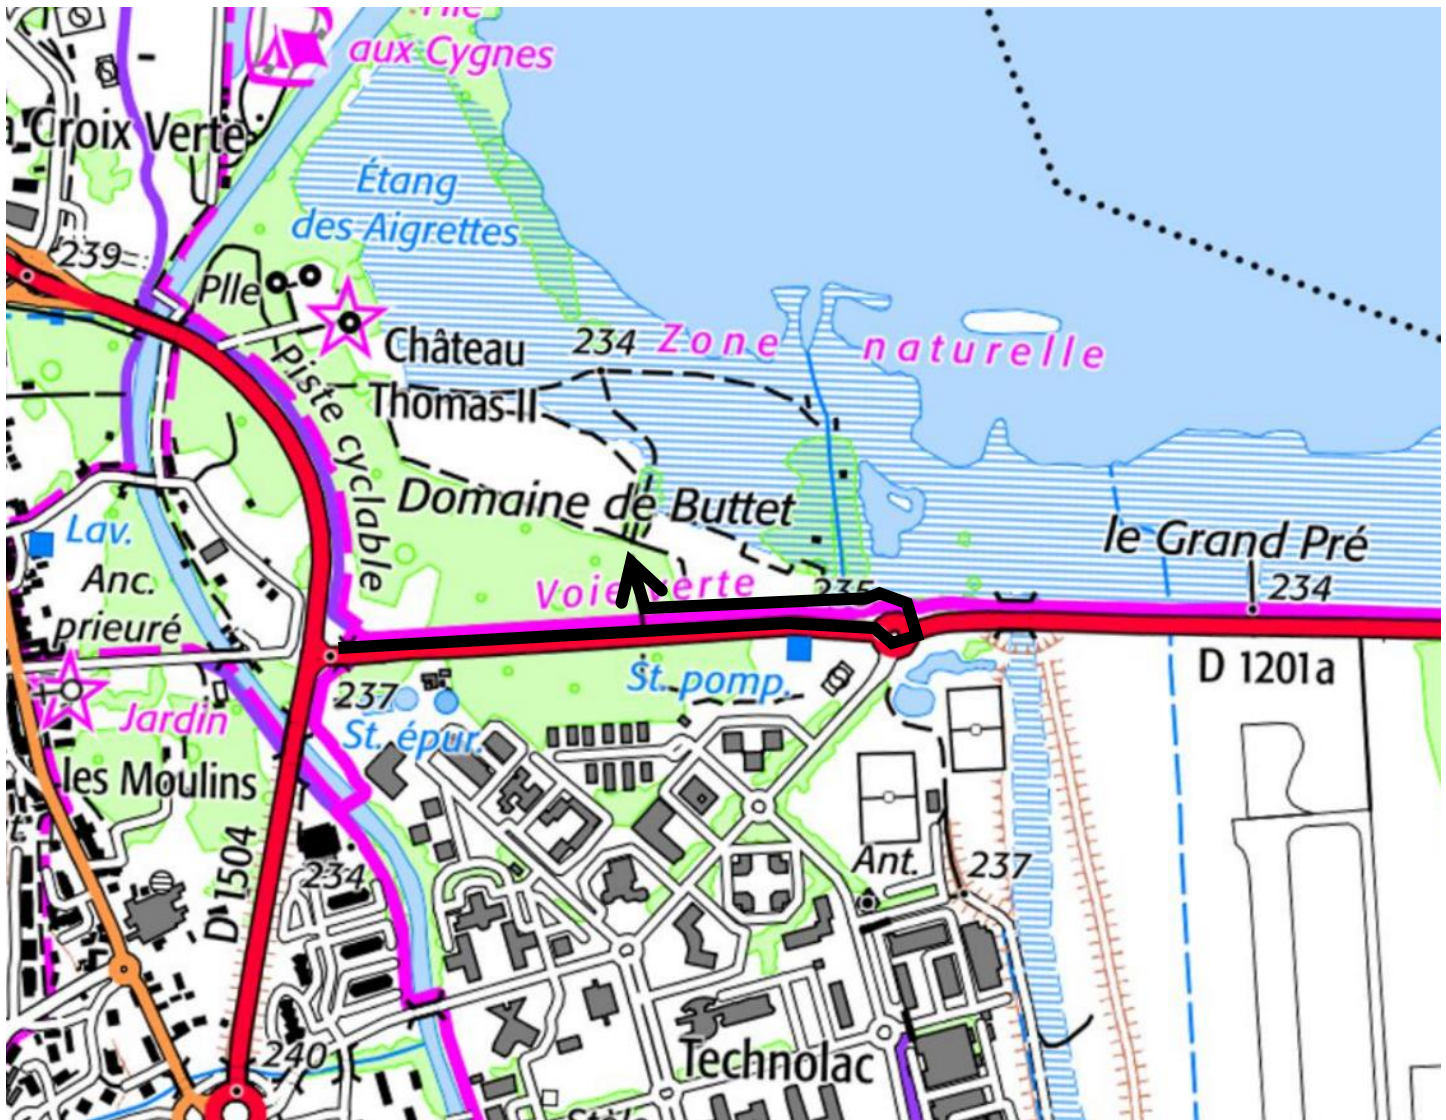 aux Cygnes
Croix Verte
Étang
des Aigrettes
239
Plle
Château
234
Zone naturelle
Thomas-II
Piste cyclable
Domaine de Buttet
le Grand Pré
Lav.
Anc.
prieuré
Voie verte
235
234
237
St. pomp.
D 1201a
Jardin
St. épur.
les Moulins
D 1504
234
Ant.
237
240
Technolac